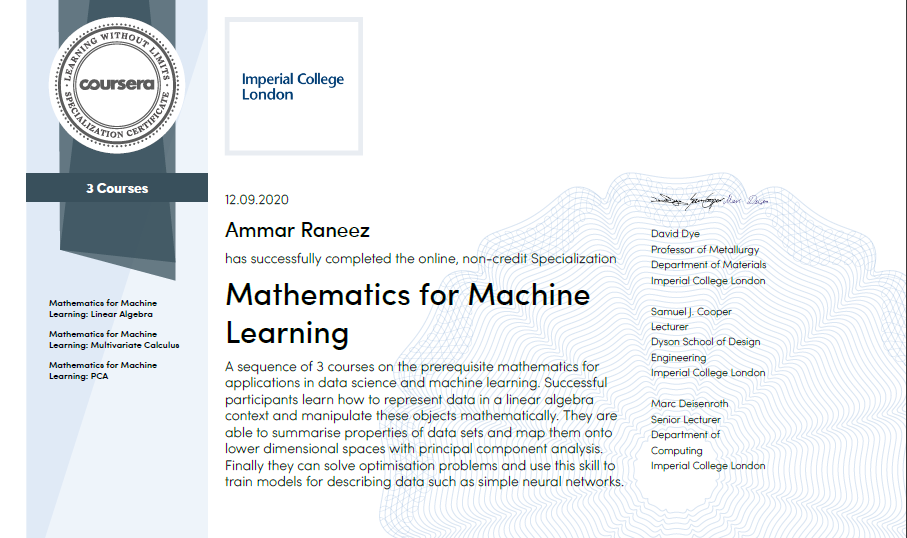 LEARNING WITHOUT LIMITS
coursera
SPECIALIZATION CERTIFICATE
3 Courses
Mathematics for Machine
Learning: Linear Algebra
Mathematics for Machine
Learning: Multivariate Calculus
Mathematics for Machine
Learning: PCA
Imperial College
London
12.09.2020
Ammar Raneez
has successfully completed the online, non-credit Specialization
Mathematics for Machine
Learning
A sequence of 3 courses on the prerequisite mathematics for
applications in data science and machine learning. Successful
participants learn how to represent data in a linear algebra
context and manipulate these objects mathematically. They are
able to summarise properties of data sets and map them onto
lower dimensional spaces with principal component analysis.
Finally they can solve optimisation problems and use this skill to
train models for describing data such as simple neural networks.
David Dye
Professor of Metallurgy
Department of Materials
Imperial College London
Samuel J. Cooper
Lecturer
Dyson School of Design
Engineering
Imperial College London
Marc Deisenroth
Senior Lecturer
Department of
Computing
Imperial College London